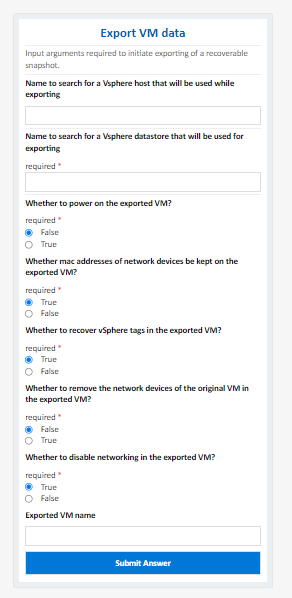 Export VM data
Input arguments required to initiate exporting of a recoverable
snapshot.
Name to search for a Vsphere host that will be used while
exporting
Name to search for a Vsphere datastore that will be used for
exporting
required *
Whether to power on the exported VM?
required *
False
True
Whether mac addresses of network devices be kept on the
exported VM?
required *
True
False
Whether to recover vSphere tags in the exported VM?
required *
True
False
Whether to remove the network devices of the original VM in
the exported VM?
required *
False
True
Whether to disable networking in the exported VM?
required *
True
False
Exported VM name
Submit Answer